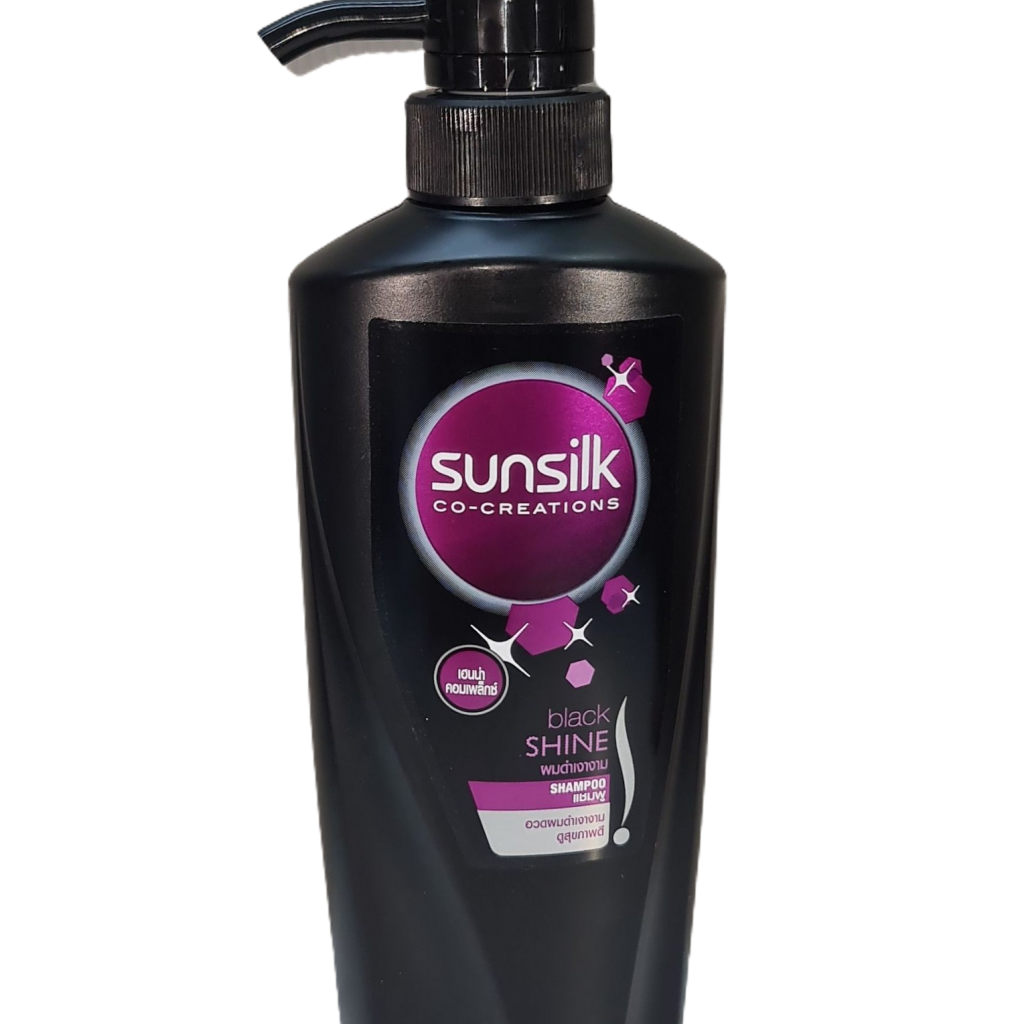 sunsilk
CO-CREATIONS
เฮนน่า
คอมเพล็กซ์
black
SHINE
ผมดำเงางาม
SHAMPOO
แชมพู
อวดผมดำเงางาม
ดูสุขภาพดี